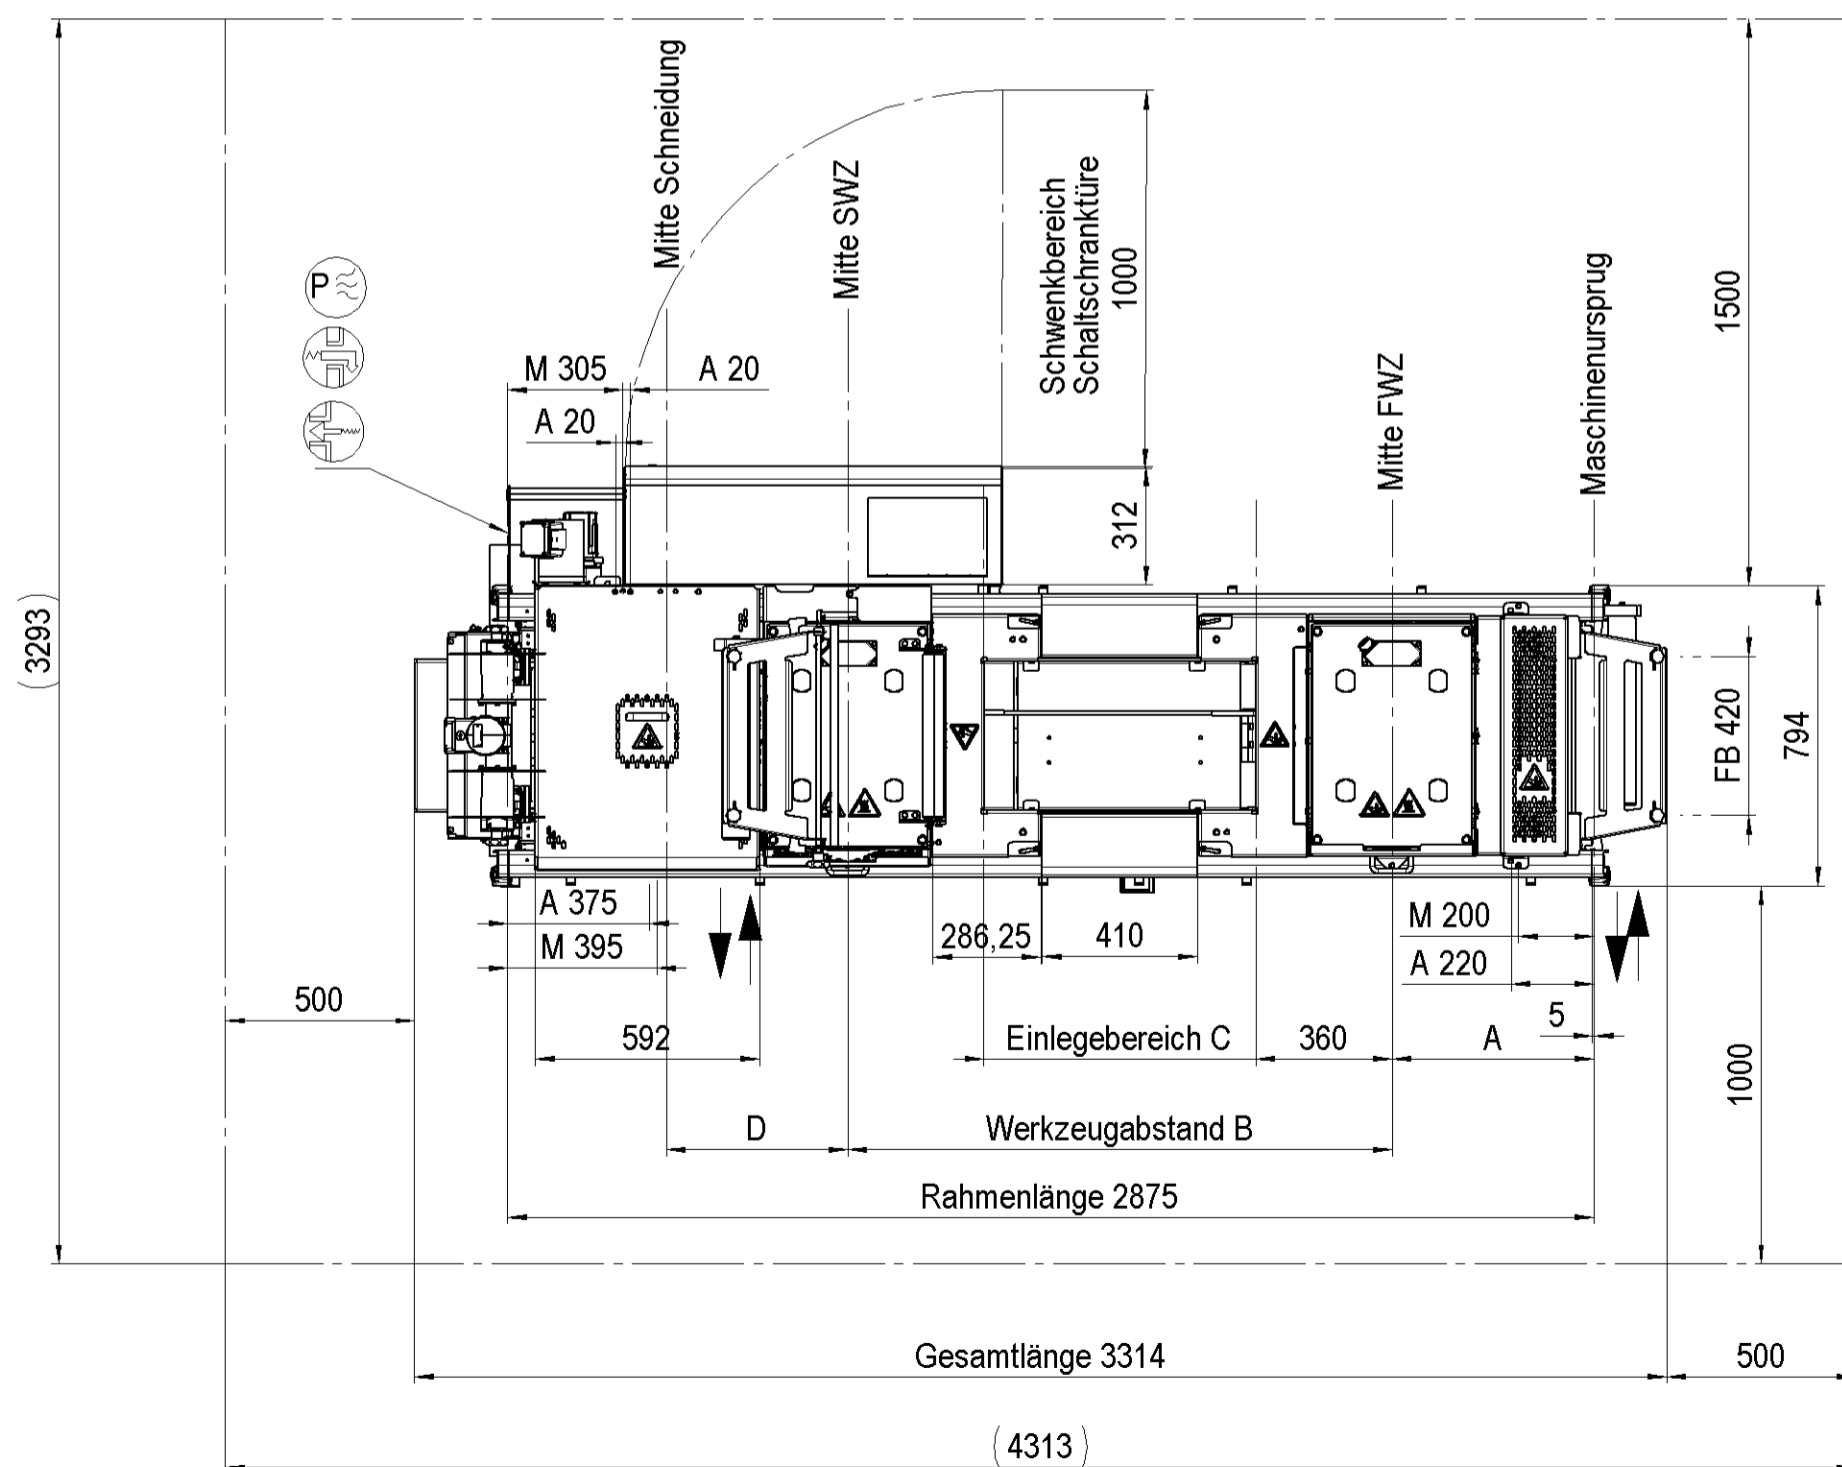 Mitte Schneidung
Mitte SWZ
Schwenkbereich
Schaltschranktüre
1000
Mitte FWZ
Maschinenursprug
1500
P
M 305
A 20
A 20
312
(3293)
FB 420
794
A 375
M 395
286,25
410
M 200
A 220
500
592
Einlegebereich C
360
A
5
1000
D
Werkzeugabstand B
Rahmenlänge 2875
Gesamtlänge 3314
500
(4313)